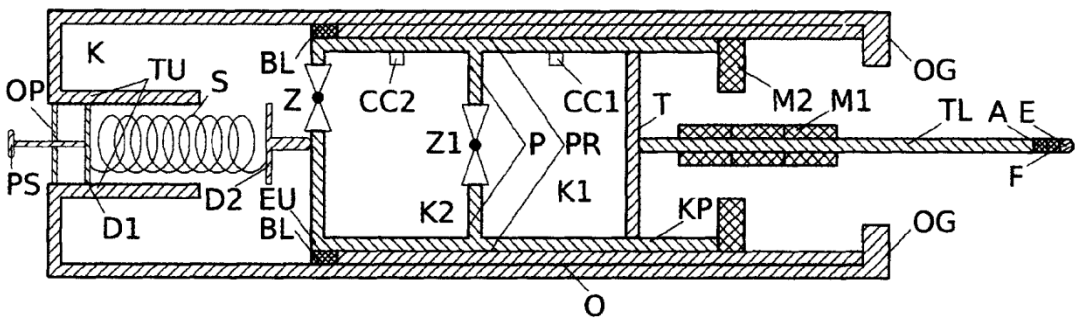 K
BL
OG
OP
TU
S
Z
CC2
CC1
T
M2
M1
TL
A
E
Z1
P
PR
PS
D1
D2
EU
BL
K2
K1
KP
F
OG
O